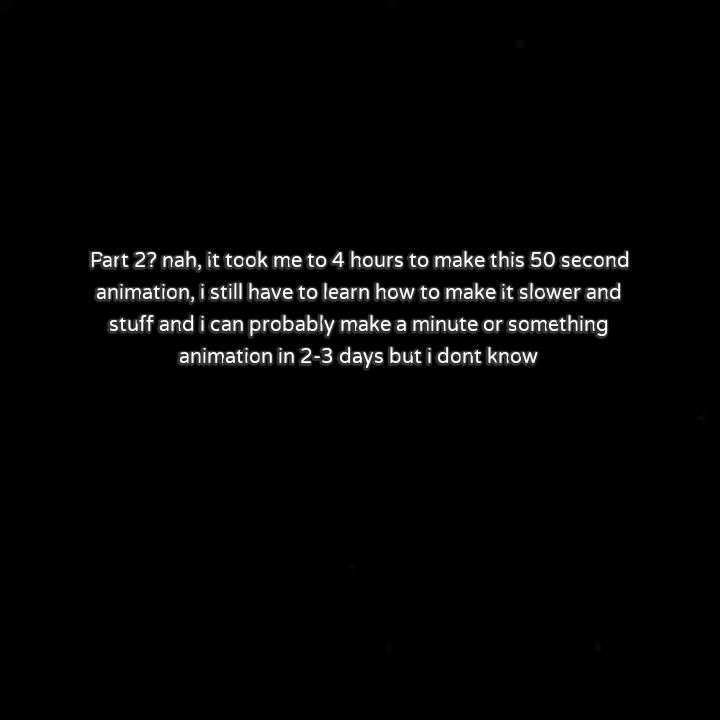 Part 2? nah, it took me to 4 hours to make this 50 second
animation, i still have to learn how to make it slower and
stuff and i can probably make a minute or something
animation in 2-3 days but i dont know